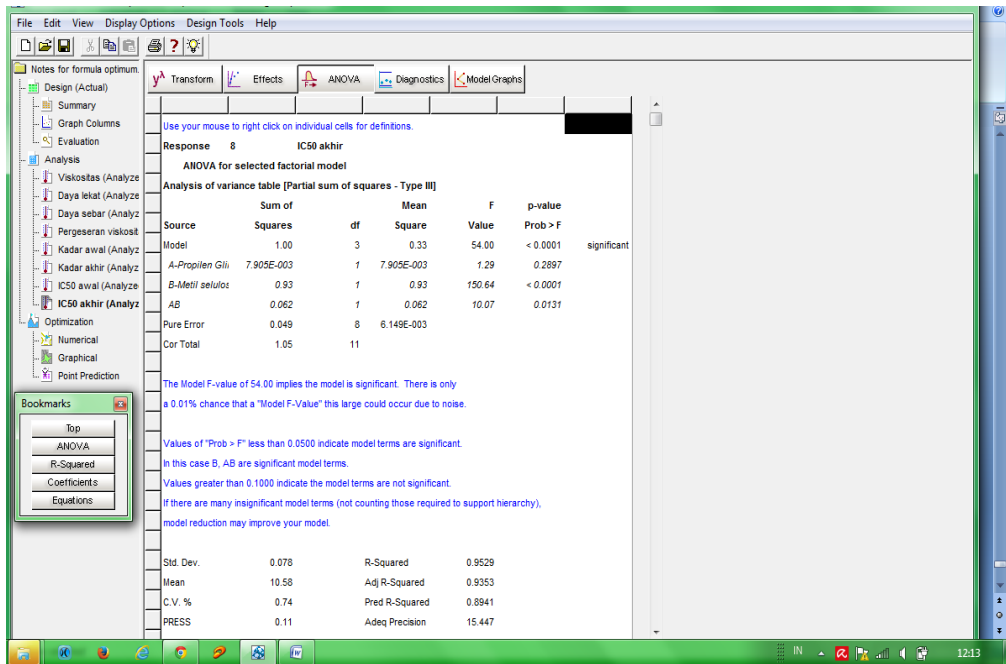 File Edit View Display Options Design Tools Help
Notes for formula optimum.
Design (Actual)
Summary
Graph Columns
Evaluation
Analysis
Viskositas (Analyze
Daya lekat (Analyze
Daya sebar (Analyz
Pergeseran viskosit
Kadar awal (Analyz
Kadar akhir (Analyz
IC50 awal (Analyze
IC50 akhir (Analyz
Optimization
Numerical
Graphical
Point Prediction
Bookmarks
Top
ANOVA
R-Squared
Coefficients
Equations
yλ Transform Effects ANOVA Diagnostics Model Graphs
Use your mouse to right click on individual cells for definitions.
Response 8 IC50 akhir
ANOVA for selected factorial model
Analysis of variance table [Partial sum of squares - Type III]
Sum of Mean F p-value
Source Squares df Square Value Prob > F
Model 1.00 3 0.33 54.00 < 0.0001 significant
A-Propilen Gli 7.905E-003 1 7.905E-003 1.29 0.2897
B-Metil selulos 0.93 1 0.93 150.64 < 0.0001
AB 0.062 1 0.062 10.07 0.0131
Pure Error 0.049 8 6.149E-003
Cor Total 1.05 11
The Model F-value of 54.00 implies the model is significant. There is only
a 0.01% chance that a "Model F-Value" this large could occur due to noise.
Values of "Prob > F" less than 0.0500 indicate model terms are significant.
In this case B, AB are significant model terms.
Values greater than 0.1000 indicate the model terms are not significant.
If there are many insignificant model terms (not counting those required to support hierarchy),
model reduction may improve your model.
Std. Dev. 0.078 R-Squared 0.9529
Mean 10.58 Adj R-Squared 0.9353
C.V. % 0.74 Pred R-Squared 0.8941
PRESS 0.11 Adeq Precision 15.447
IN 12:13